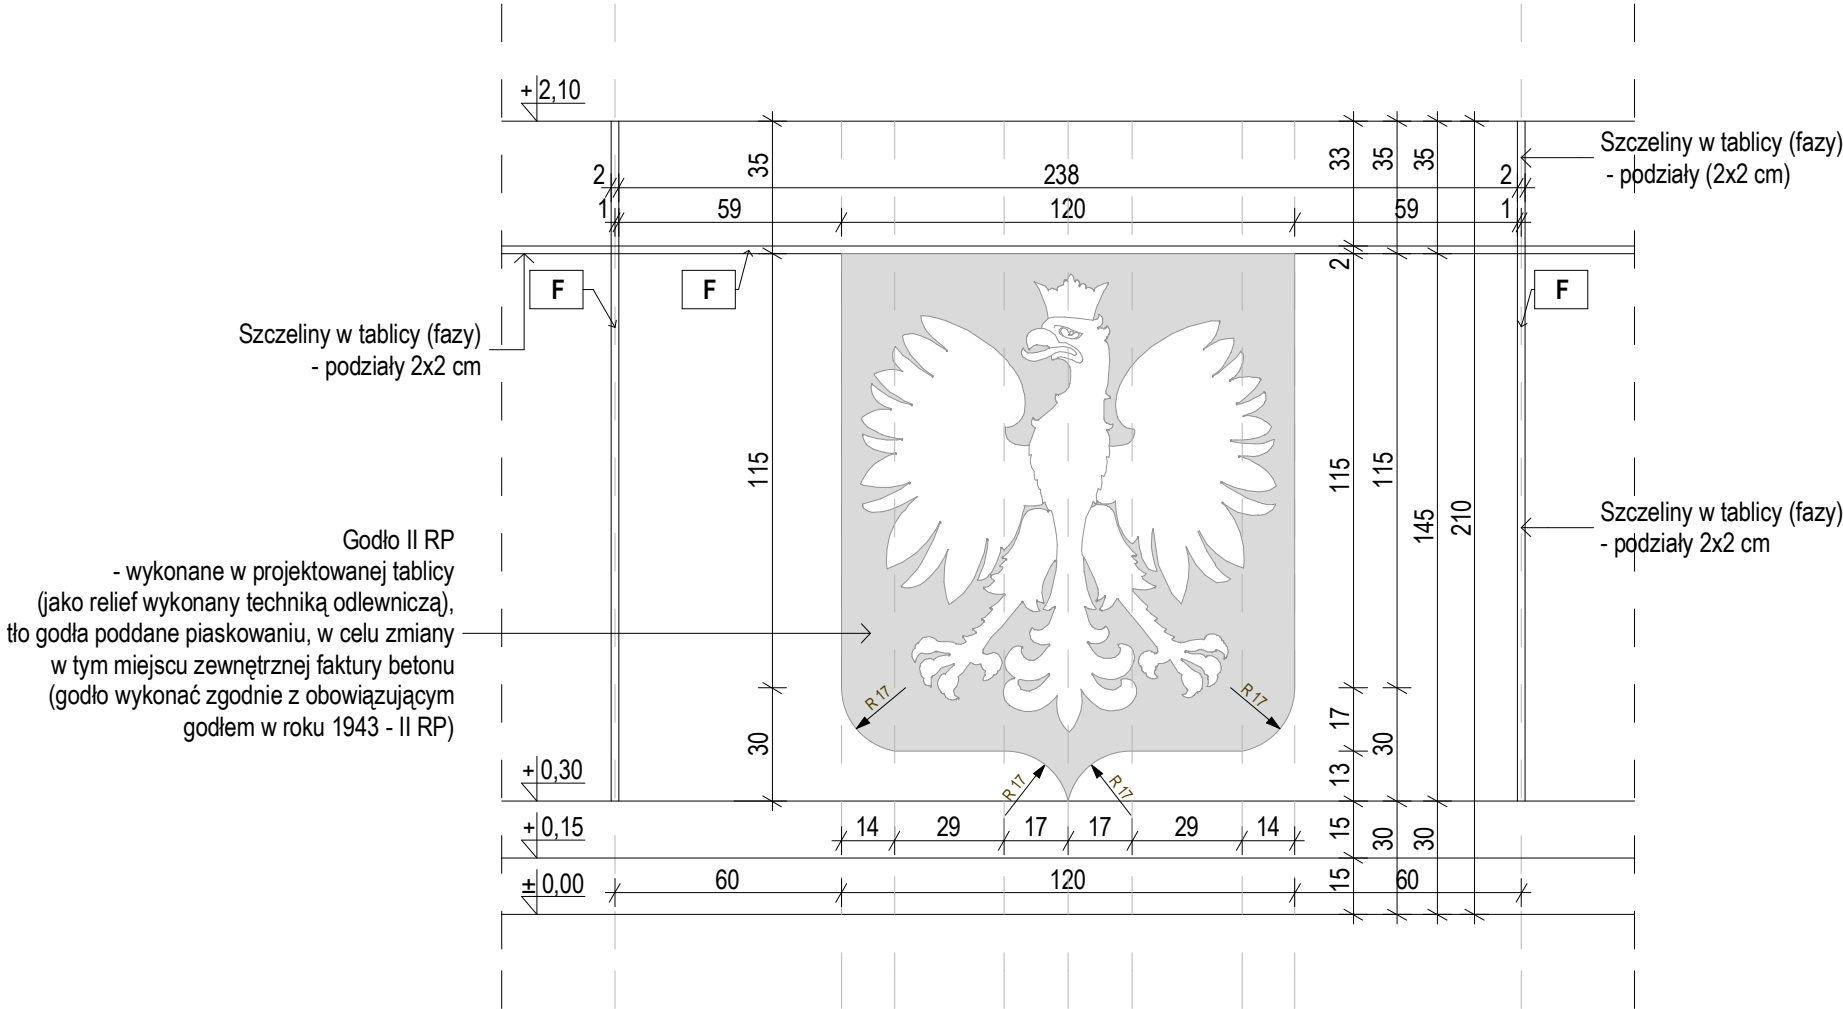 + 2,10
35
33
35
35
Szczeliny w tablicy (fazy)
- podziały (2x2 cm)
2
238
2
1
59
120
59
1
2
F
F
F
Szczeliny w tablicy (fazy)
- podziały 2x2 cm
115
115
115
145
210
Szczeliny w tablicy (fazy)
- podziały 2x2 cm
Godło II RP
- wykonane w projektowanej tablicy
(jako relief wykonany techniką odlewniczą),
tło godła poddane piaskowaniu, w celu zmiany
w tym miejscu zewnętrznej faktury betonu
(godło wykonać zgodnie z obowiązującym
godłem w roku 1943 - II RP)
R 17
R 17
17
30
30
13
R 17
R 17
+ 0,30
+ 0,15
14
29
17
17
29
14
15
30
30
± 0,00
60
120
15
60